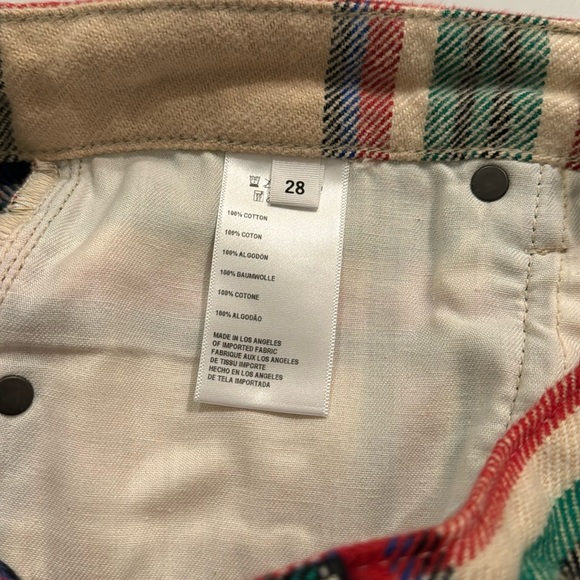 28
100% COTTON
100% COTON
100% ALGODÓN
100% BAUMWOLLE
100% COTONE
100% ALGODÃO
MADE IN LOS ANGELES
OF IMPORTED FABRIC
FABRIQUE AUX LOS ANGELES
DE TISSU IMPORTE
HECHO EN LOS ANGELES
DE TELA IMPORTADA